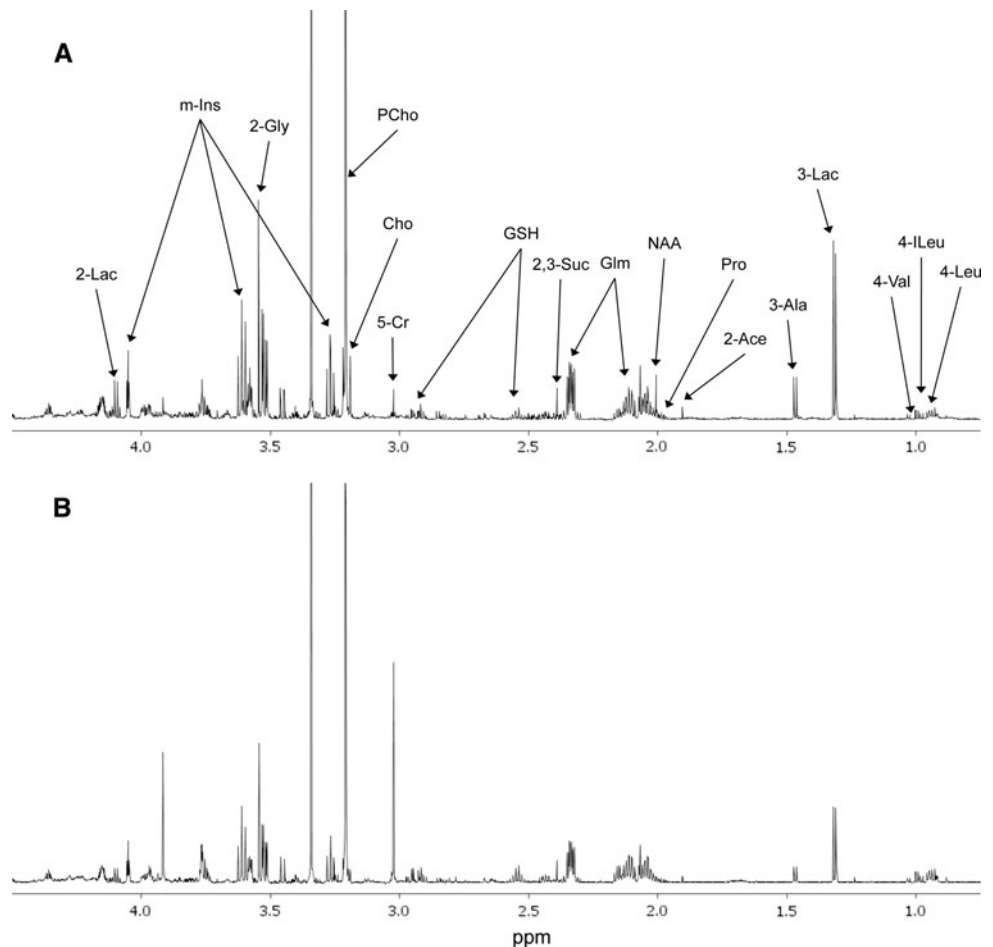 A
m-Ins
2-Gly
PCho
3-Lac
Cho
GSH
2,3-Suc
Glm
NAA
Pro
4-ILeu
2-Lac
5-Cr
3-Ala
4-Val
4-Leu
2-Ace
4.0 3.5 3.0 2.5 2.0 1.5 1.0
B
4.0 3.5 3.0 2.5 2.0 1.5 1.0
ppm